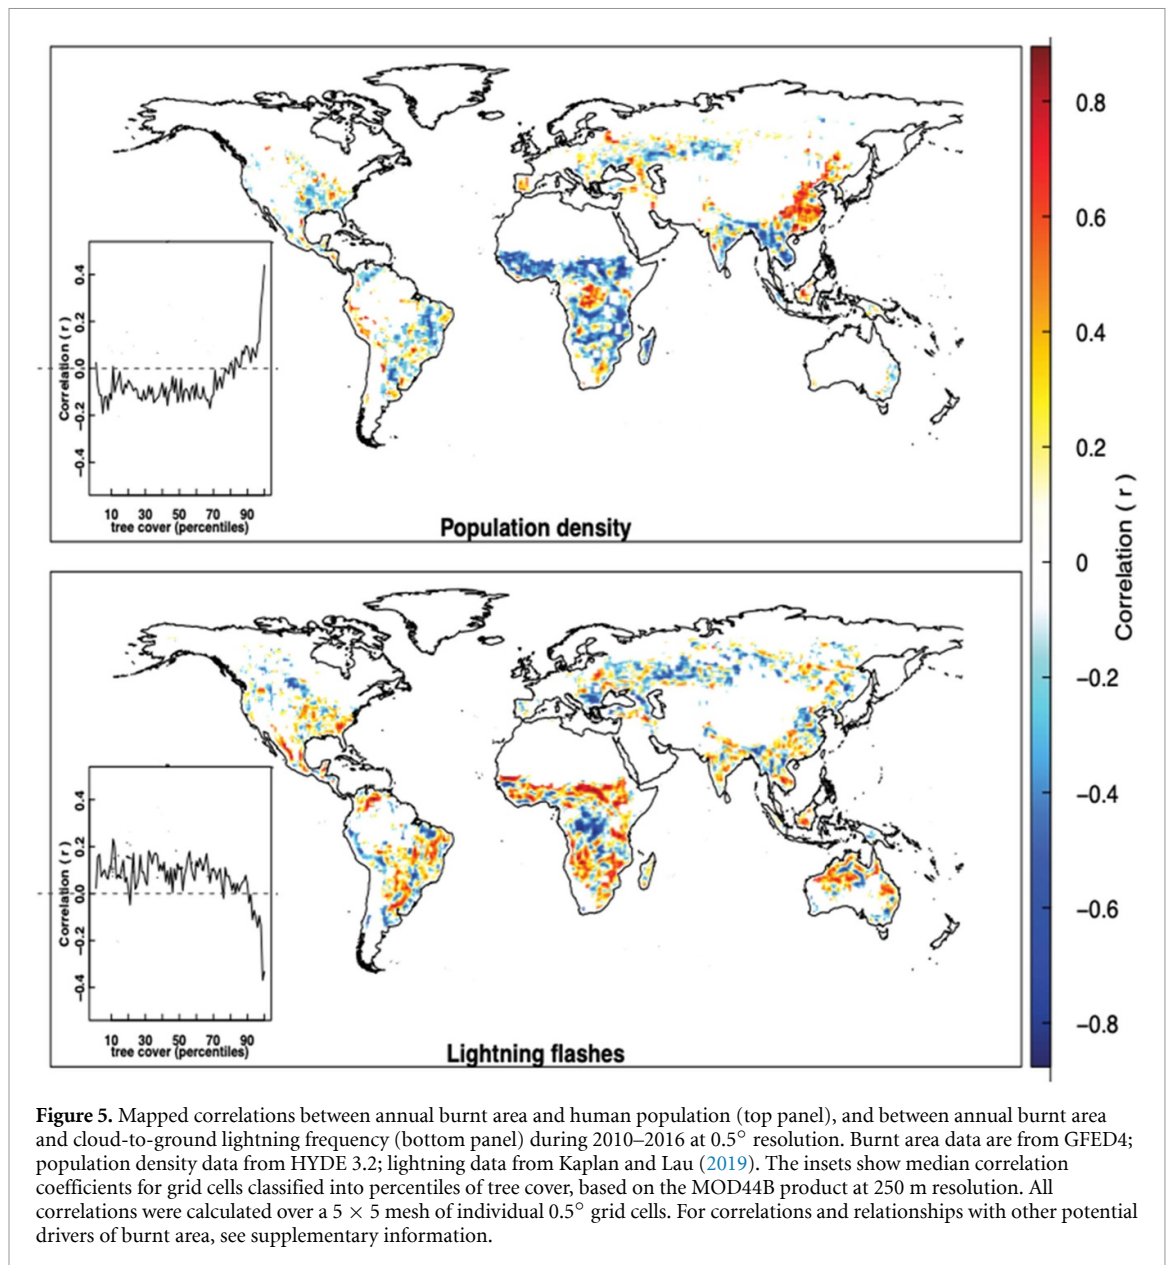 0.4
0.2
0.0
−0.2
−0.4
Correlation ( r )
10 30 50 70 90
tree cover (percentiles)
Population density
0.4
0.2
0.0
−0.2
−0.4
Correlation ( r )
10 30 50 70 90
tree cover (percentiles)
Lightning flashes
0.8
0.6
0.4
0.2
0
−0.2
−0.4
−0.6
−0.8
Correlation ( r )
Figure 5. Mapped correlations between annual burnt area and human population (top panel), and between annual burnt area
and cloud-to-ground lightning frequency (bottom panel) during 2010–2016 at 0.5° resolution. Burnt area data are from GFED4;
population density data from HYDE 3.2; lightning data from Kaplan and Lau (2019). The insets show median correlation
coefficients for grid cells classified into percentiles of tree cover, based on the MOD44B product at 250 m resolution. All
correlations were calculated over a 5 × 5 mesh of individual 0.5° grid cells. For correlations and relationships with other potential
drivers of burnt area, see supplementary information.